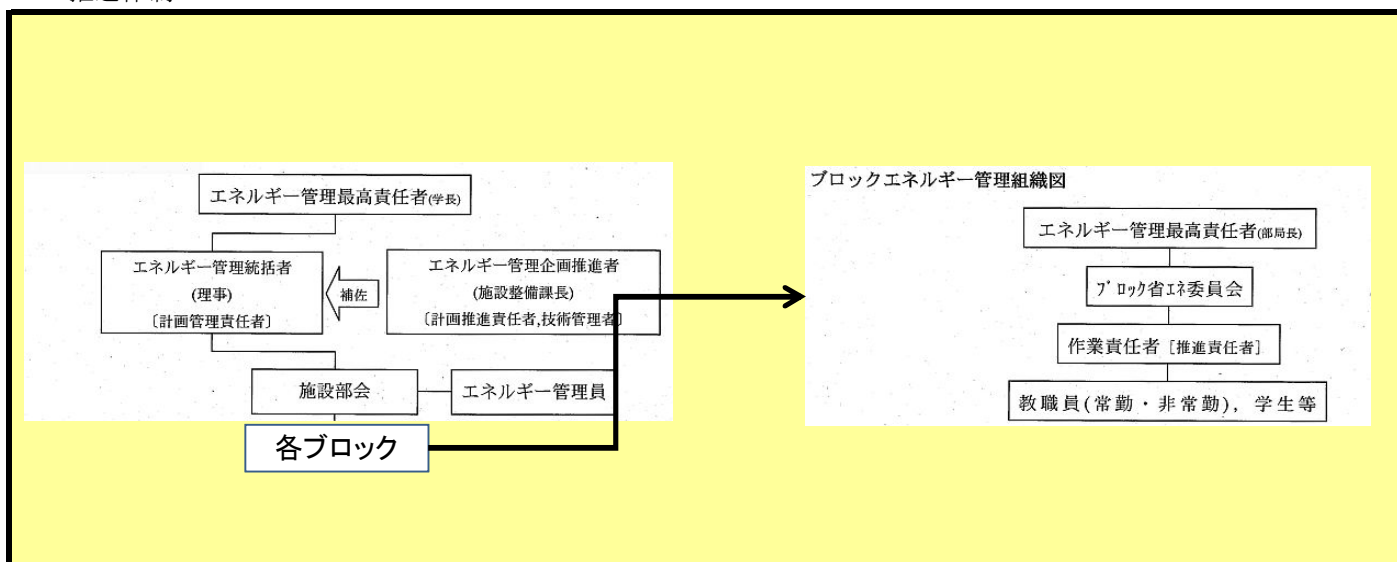 エネルギー管理最高責任者(学長)
エネルギー管理統括者
(理事)
〔計画管理責任者〕
補佐
エネルギー管理企画推進者
(施設整備課長)
〔計画推進責任者,技術管理者〕
施設部会
エネルギー管理員
各ブロック
ブロックエネルギー管理組織図
エネルギー管理最高責任者(部局長)
ブロック省エネ委員会
作業責任者［推進責任者］
教職員(常勤・非常勤)，学生等